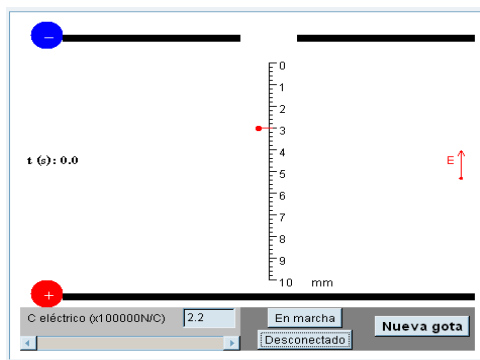 −
0
1
2
3
4
t (s): 0.0
E
5
6
7
8
9
+
10 mm
C eléctrico (x100000N/C) 2.2 En marcha
Desconectado
Nueva gota